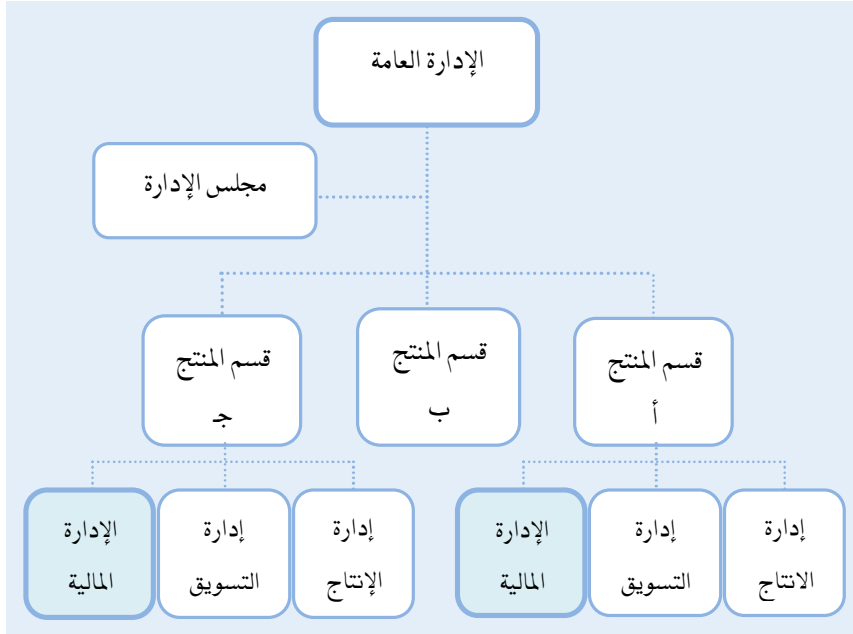 الإدارة العامة
مجلس الإدارة
قسم المنتج
أ
قسم المنتج
ب
قسم المنتج
جـ
إدارة
الانتاج
إدارة
التسويق
الإدارة
المالية
إدارة
الإنتاج
إدارة
التسويق
الإدارة
المالية